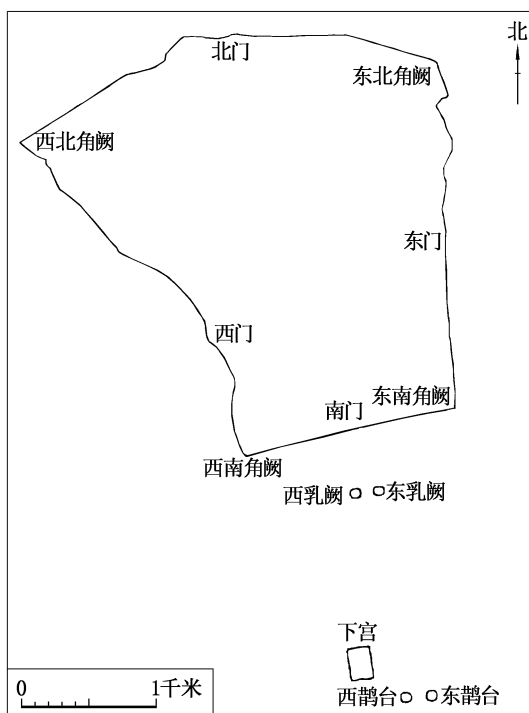 北
北门
东北角阙
西北角阙
东门
西门
东南角阙
南门
西南角阙
西乳阙 东乳阙
下宫
西鹊台 东鹊台
0 1千米